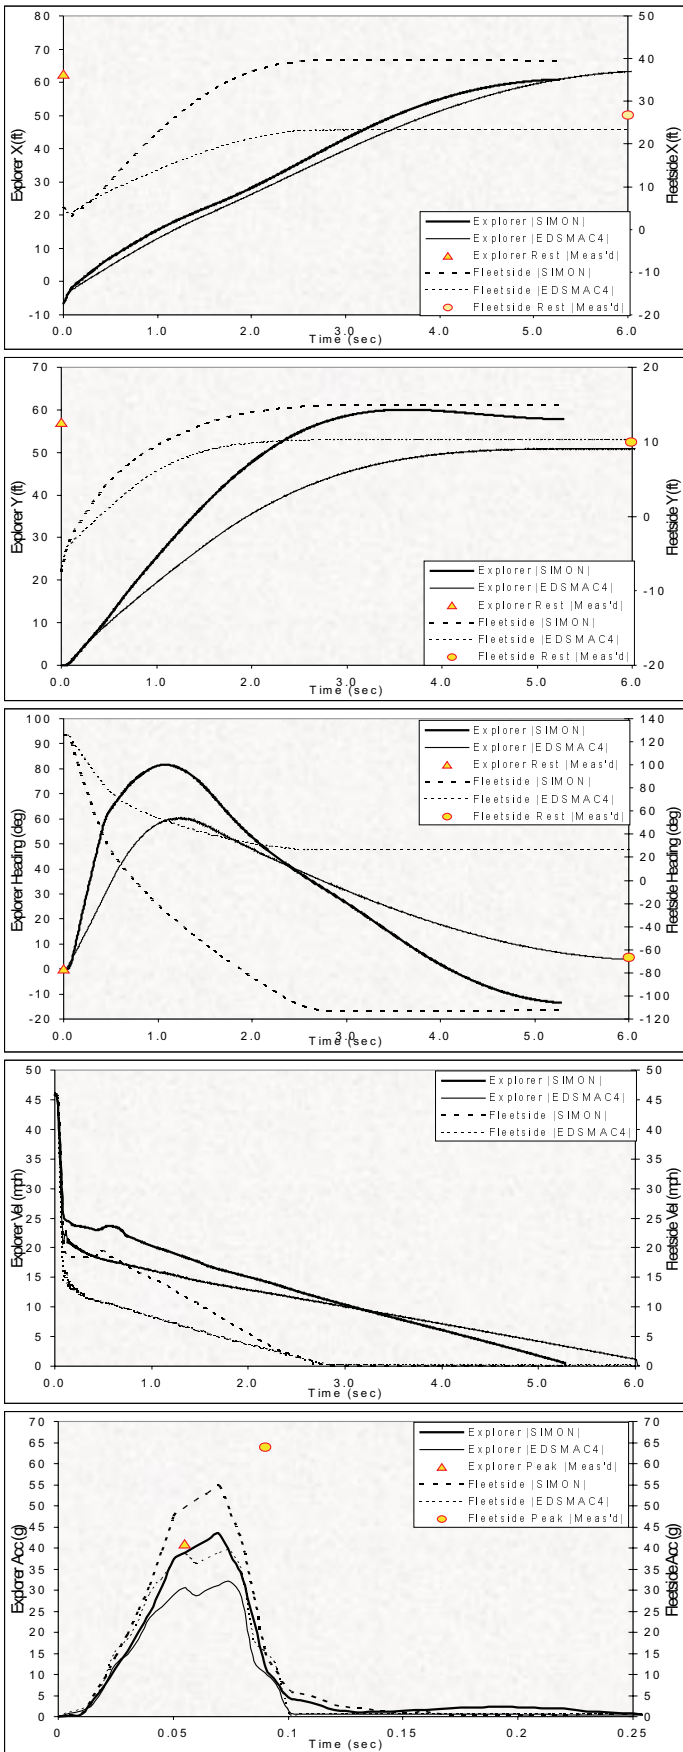 80
70
60
50
40
30
20
10
0
-10
Explorer X (ft)
50
40
30
20
10
0
-10
-20
Fleetside X (ft)
Explorer |SIMON|
Explorer |EDSMAC4|
Explorer Rest |Meas'd|
Fleetside |SIMON|
Fleetside |EDSMAC4|
Fleetside Rest |Meas'd|
0.0 1.0 2.0 3.0 4.0 5.0 6.0
Time (sec)
70
60
50
40
30
20
10
0
Explorer Y (ft)
20
10
0
-10
-20
Fleetside Y (ft)
Explorer |SIMON|
Explorer |EDSMAC4|
Explorer Rest |Meas'd|
Fleetside |SIMON|
Fleetside |EDSMAC4|
Fleetside Rest |Meas'd|
0.0 1.0 2.0 3.0 4.0 5.0 6.0
Time (sec)
100
90
80
70
60
50
40
30
20
10
0
-10
-20
Explorer Heading (deg)
140
120
100
80
60
40
20
0
-20
-40
-60
-80
-100
-120
Fleetside Heading (deg)
Explorer |SIMON|
Explorer |EDSMAC4|
Explorer Rest |Meas'd|
Fleetside |SIMON|
Fleetside |EDSMAC4|
Fleetside Rest |Meas'd|
0.0 1.0 2.0 3.0 4.0 5.0 6.0
Time (sec)
50
45
40
35
30
25
20
15
10
5
0
Explorer Vel (mph)
50
45
40
35
30
25
20
15
10
5
0
Fleetside Vel (mph)
Explorer |SIMON|
Explorer |EDSMAC4|
Fleetside |SIMON|
Fleetside |EDSMAC4|
0.0 1.0 2.0 3.0 4.0 5.0 6.0
Time (sec)
70
65
60
55
50
45
40
35
30
25
20
15
10
5
0
Explorer Acc (g)
70
65
60
55
50
45
40
35
30
25
20
15
10
5
0
Fleetside Acc (g)
Explorer |SIMON|
Explorer |EDSMAC4|
Explorer Peak |Meas'd|
Fleetside |SIMON|
Fleetside |EDSMAC4|
Fleetside Peak |Meas'd|
0 0.05 0.1 0.15 0.2 0.25
Time (sec)